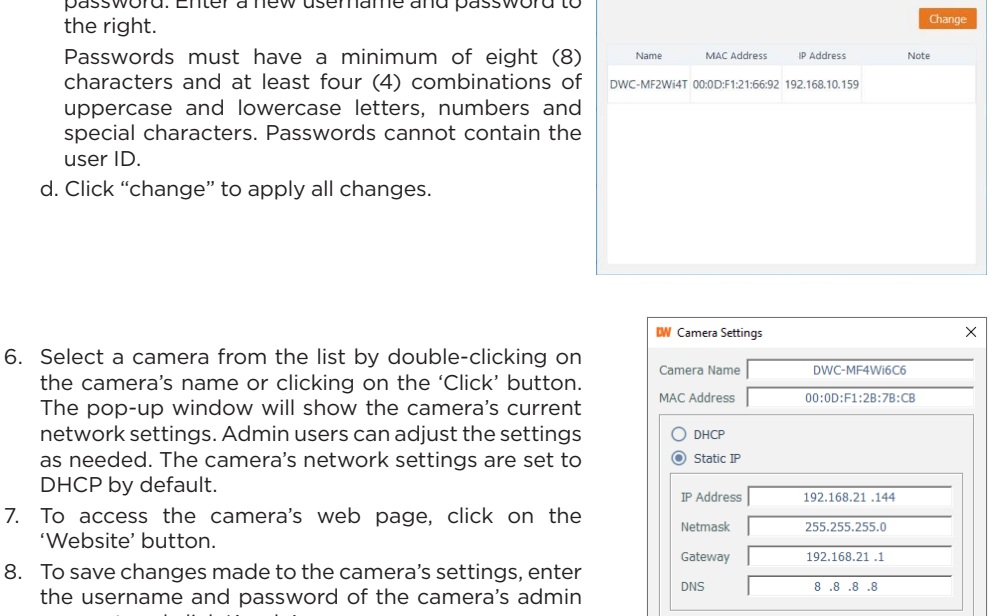 password. Enter a new username and password to
the right.
Passwords must have a minimum of eight (8)
characters and at least four (4) combinations of
uppercase and lowercase letters, numbers and
special characters. Passwords cannot contain the
user ID.
d. Click “change” to apply all changes.
6. Select a camera from the list by double-clicking on
the camera’s name or clicking on the ‘Click’ button.
The pop-up window will show the camera’s current
network settings. Admin users can adjust the settings
as needed. The camera’s network settings are set to
DHCP by default.
7. To access the camera’s web page, click on the
‘Website’ button.
8. To save changes made to the camera’s settings, enter
the username and password of the camera’s admin
Change
Name MAC Address IP Address Note
DWC-MF2Wi4T 00:0D:F1:21:66:92 192.168.10.159
DW Camera Settings
Camera Name DWC-MF4Wi6C6
MAC Address 00:0D:F1:2B:7B:CB
DHCP
Static IP
IP Address 192.168.21 .144
Netmask 255.255.255.0
Gateway 192.168.21 .1
DNS 8 .8 .8 .8